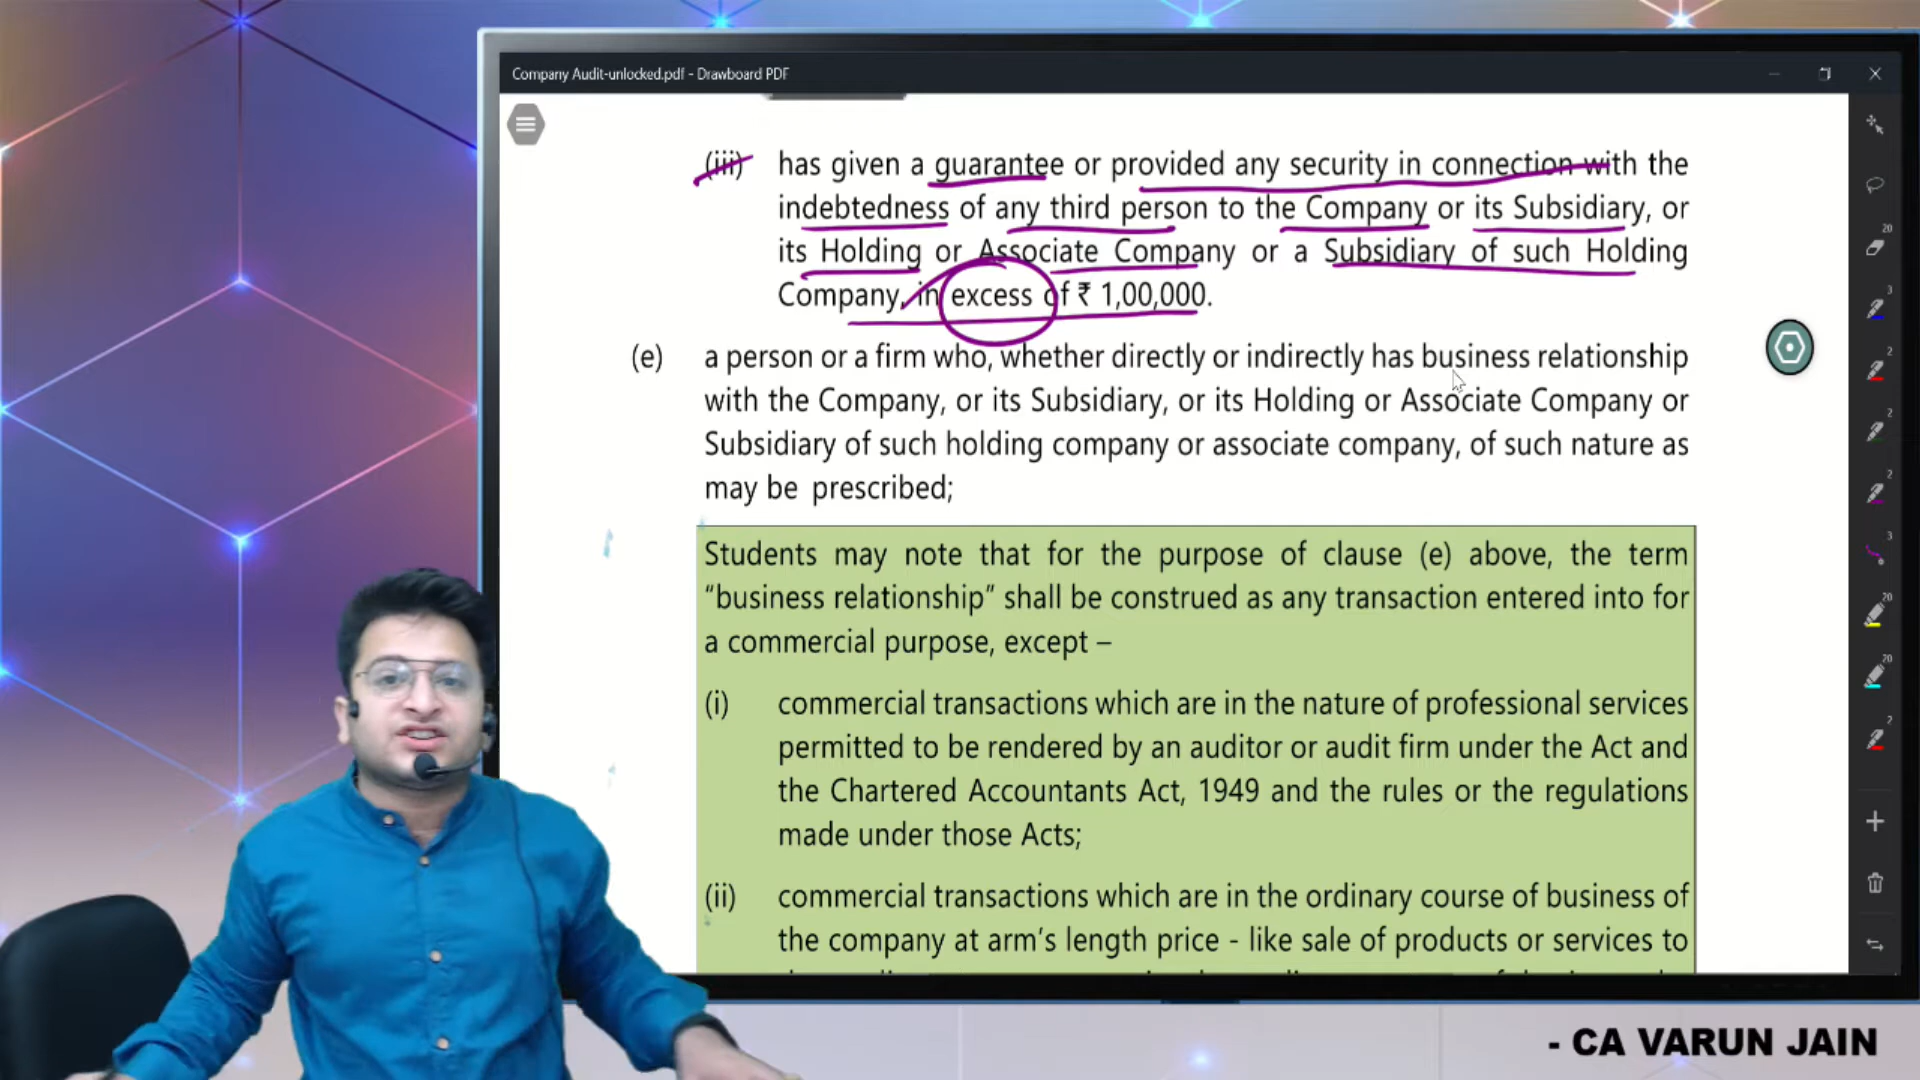 Company Audit-unlocked.pdf - Drawboard PDF
(iii) has given a guarantee or provided any security in connection with the
indebtedness of any third person to the Company or its Subsidiary, or
its Holding or Associate Company or a Subsidiary of such Holding
Company, in excess of ₹ 1,00,000.
(e) a person or a firm who, whether directly or indirectly has business relationship
with the Company, or its Subsidiary, or its Holding or Associate Company or
Subsidiary of such holding company or associate company, of such nature as
may be prescribed;
Students may note that for the purpose of clause (e) above, the term
“business relationship” shall be construed as any transaction entered into for
a commercial purpose, except –
(i) commercial transactions which are in the nature of professional services
permitted to be rendered by an auditor or audit firm under the Act and
the Chartered Accountants Act, 1949 and the rules or the regulations
made under those Acts;
(ii) commercial transactions which are in the ordinary course of business of
the company at arm’s length price - like sale of products or services to
20
3
2
2
2
3
20
20
2
- CA VARUN JAIN